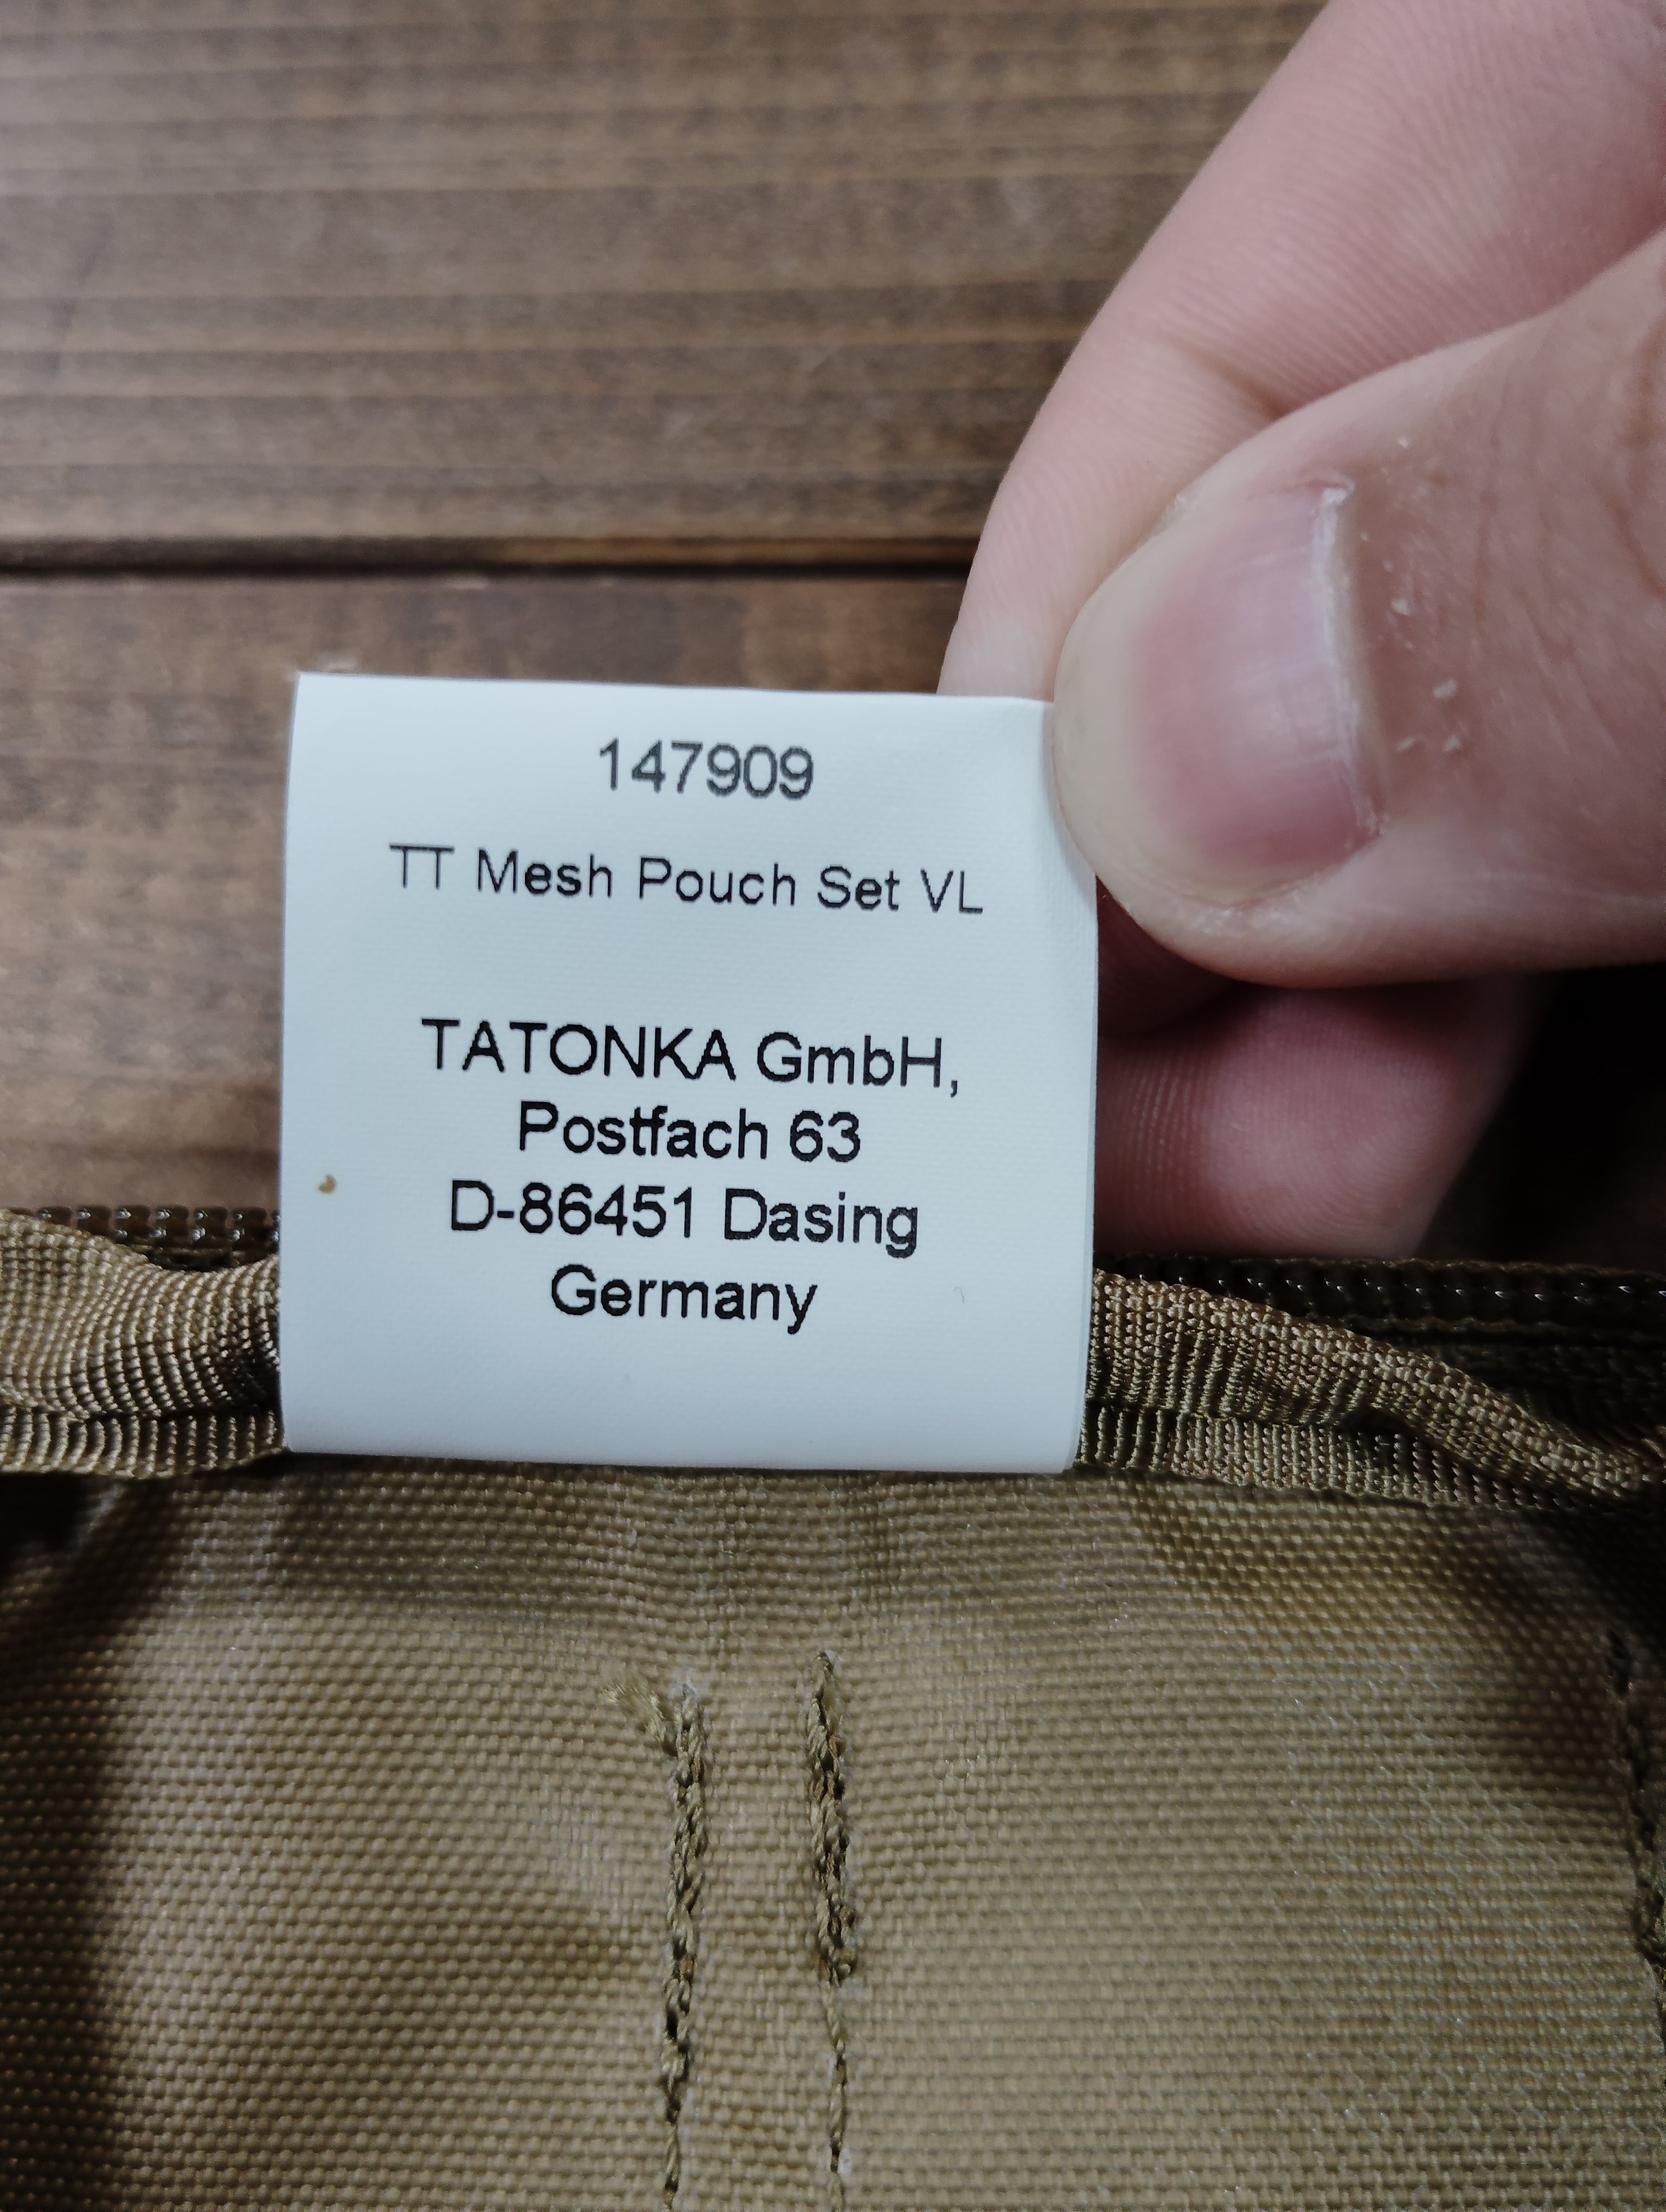 147909
TT Mesh Pouch Set VL
TATONKA GmbH,
Postfach 63
D-86451 Dasing
Germany